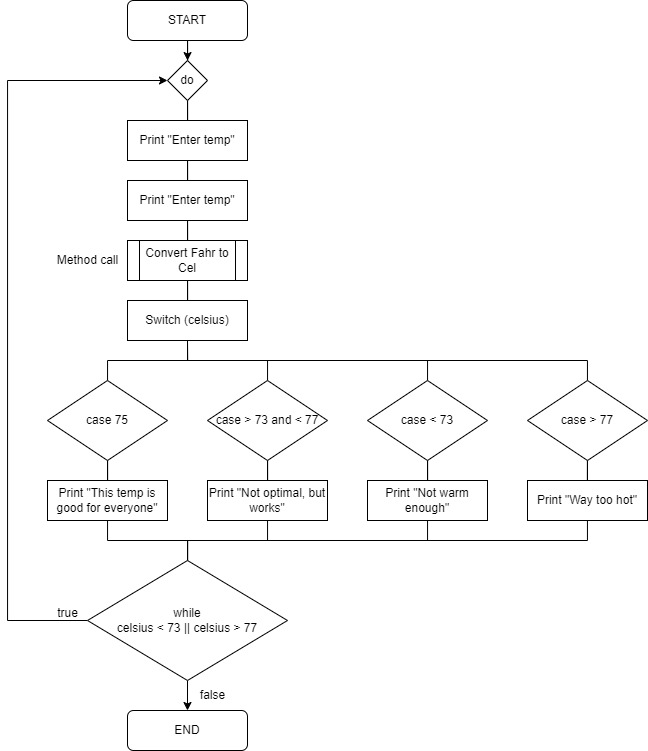 START
do
Print "Enter temp"
Print "Enter temp"
Method call
Convert Fahr to
Cel
Switch (celsius)
case 75
case > 73 and < 77
case < 73
case > 77
Print "This temp is
good for everyone"
Print "Not optimal, but
works"
Print "Not warm
enough"
Print "Way too hot"
true
while
celsius < 73 || celsius > 77
false
END